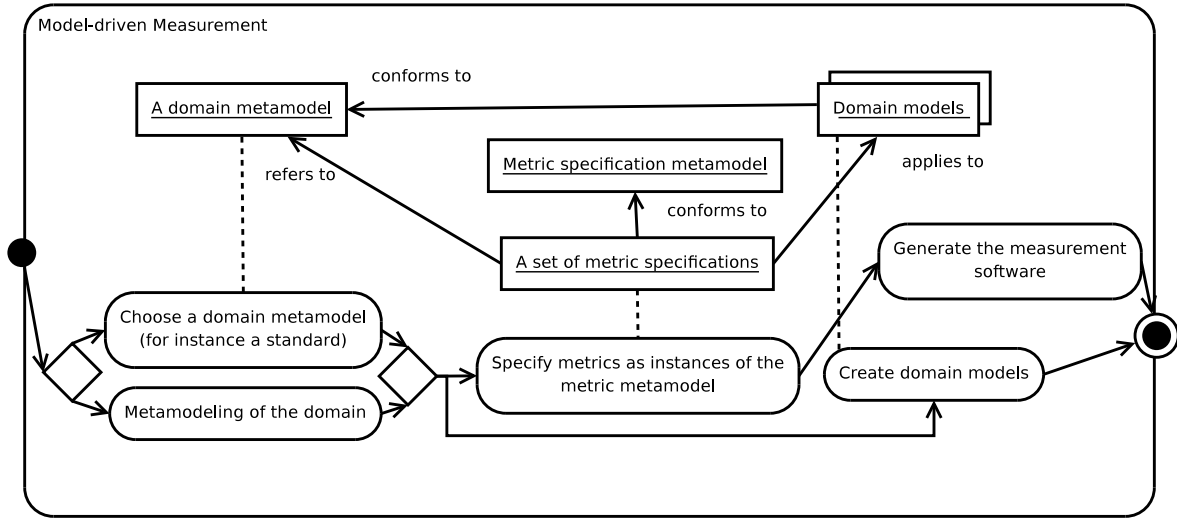 Model-driven Measurement
conforms to
A domain metamodel
Domain models
Metric specification metamodel
applies to
refers to
conforms to
A set of metric specifications
Generate the measurement
software
Choose a domain metamodel
(for instance a standard)
Specify metrics as instances of the
metric metamodel
Create domain models
Metamodeling of the domain